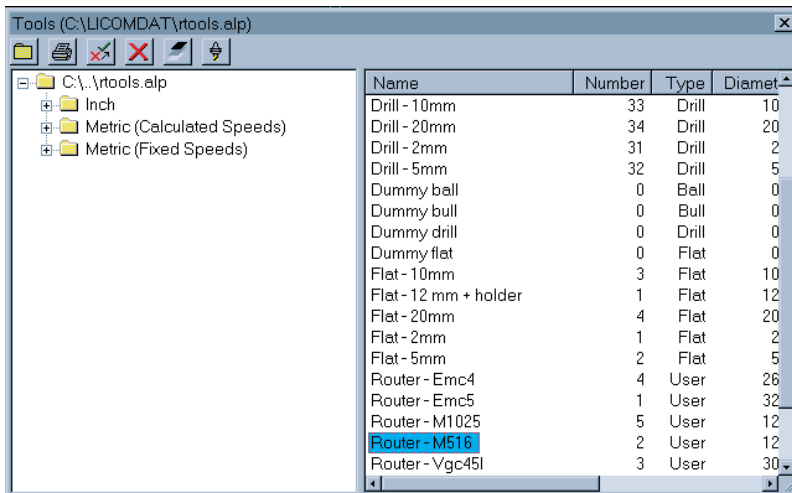 Tools (C:\LICOMDAT\rtools.alp)
C:\..\rtools.alp
Inch
Metric (Calculated Speeds)
Metric (Fixed Speeds)
Name Number Type Diamet
Drill - 10mm 33 Drill 10
Drill - 20mm 34 Drill 20
Drill - 2mm 31 Drill 2
Drill - 5mm 32 Drill 5
Dummy ball 0 Ball 0
Dummy bull 0 Bull 0
Dummy drill 0 Drill 0
Dummy flat 0 Flat 0
Flat - 10mm 3 Flat 10
Flat - 12 mm + holder 1 Flat 12
Flat - 20mm 4 Flat 20
Flat - 2mm 1 Flat 2
Flat - 5mm 2 Flat 5
Router - Emc4 4 User 26
Router - Emc5 1 User 32
Router - M1025 5 User 12
Router - M516 2 User 12
Router - Vgc45l 3 User 30